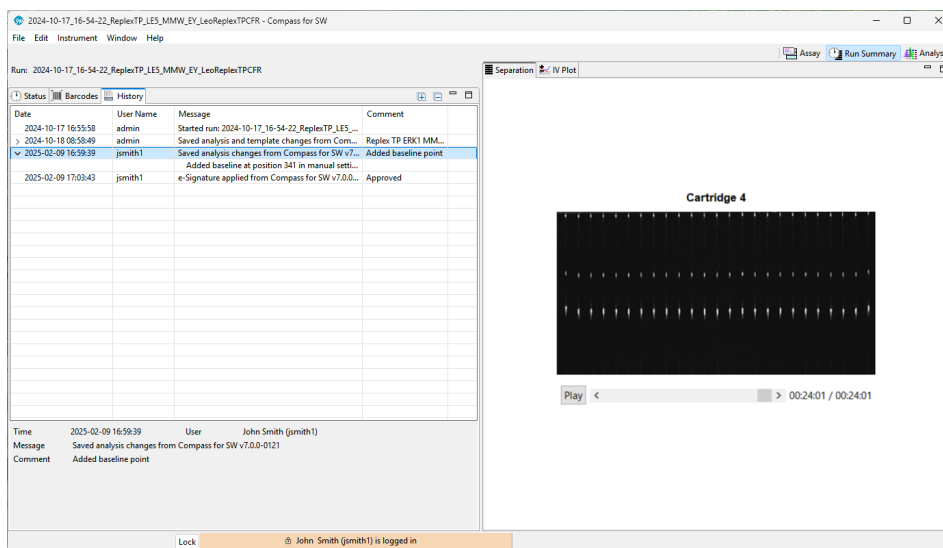 2024-10-17_16-54-22_ReplexTP_LE5_MMW_EY_LeoReplexTPCFR - Compass for SW
File Edit Instrument Window Help
Assay Run Summary Analys
Run: 2024-10-17_16-54-22_ReplexTP_LE5_MMW_EY_LeoReplexTPCFR
Separation IV Plot
Status Barcodes History
Date User Name Message Comment
2024-10-17 16:55:58 admin Started run: 2024-10-17_16-54-22_ReplexTP_LE5_...
2024-10-18 08:58:49 admin Saved analysis and template changes from Com... Replex TP ERK1 MM...
2025-02-09 16:59:39 jsmith1 Saved analysis changes from Compass for SW v7... Added baseline point
Added baseline at position 341 in manual setti...
2025-02-09 17:03:43 jsmith1 e-Signature applied from Compass for SW v7.0.0... Approved
Cartridge 4
Play 00:24:01 / 00:24:01
Time 2025-02-09 16:59:39 User John Smith (jsmith1)
Message Saved analysis changes from Compass for SW v7.0.0-0121
Comment Added baseline point
Lock John Smith (jsmith1) is logged in